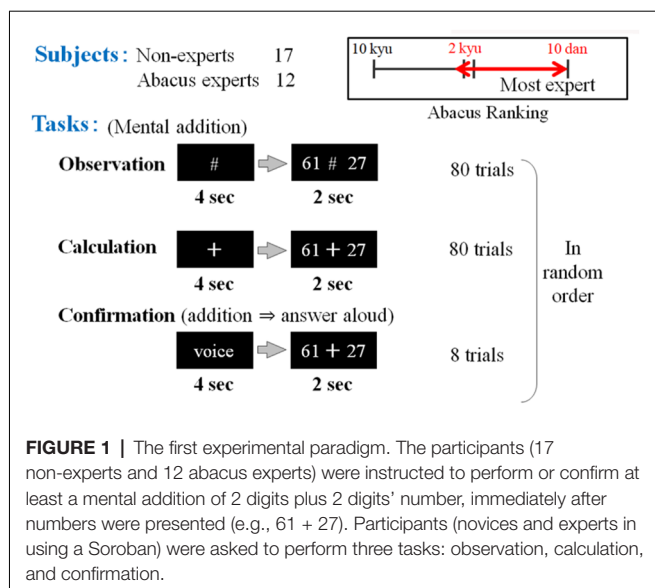 Subjects: Non-experts 17
Abacus experts 12
10 kyu 2 kyu 10 dan
Most expert
Abacus Ranking
Tasks: (Mental addition)
Observation # 61 # 27 80 trials
4 sec 2 sec
Calculation + 61 + 27 80 trials
4 sec 2 sec
In
random
order
Confirmation (addition ⇒ answer aloud)
voice 61 + 27 8 trials
4 sec 2 sec
FIGURE 1 | The first experimental paradigm. The participants (17
non-experts and 12 abacus experts) were instructed to perform or confirm at
least a mental addition of 2 digits plus 2 digits' number, immediately after
numbers were presented (e.g., 61 + 27). Participants (novices and experts in
using a Soroban) were asked to perform three tasks: observation, calculation,
and confirmation.